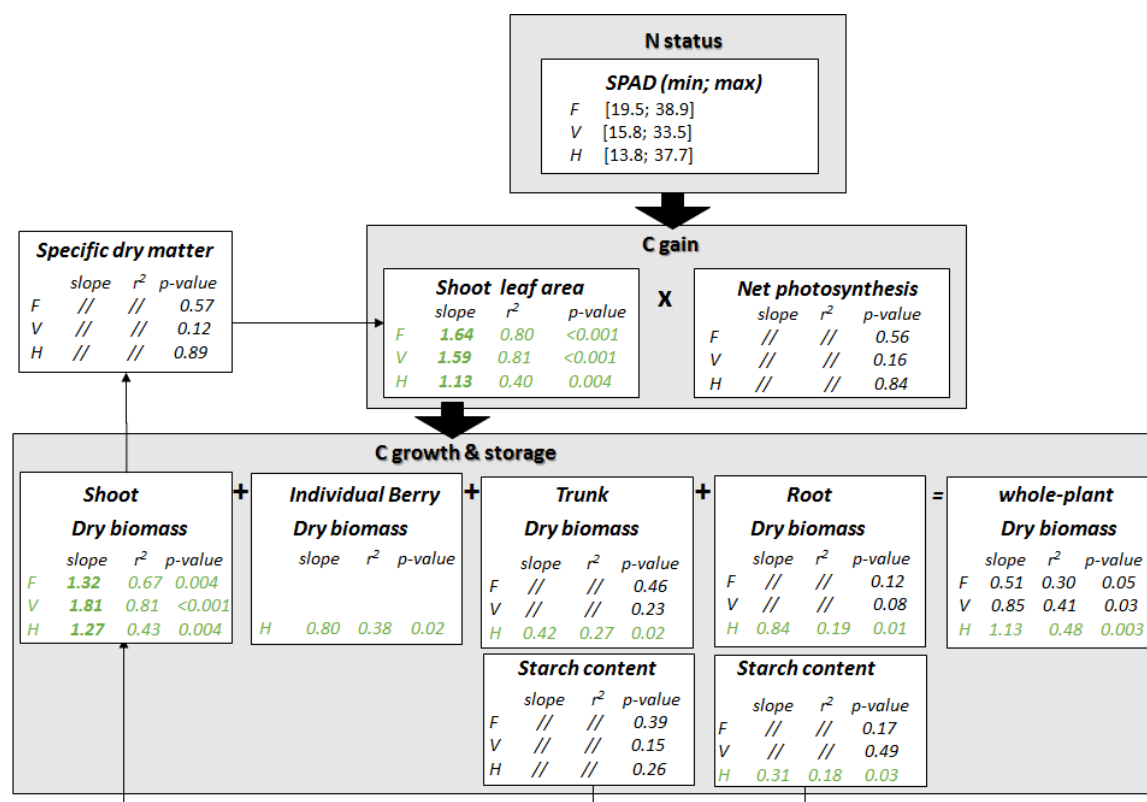 N status
SPAD (min; max)
F [19.5; 38.9]
V [15.8; 33.5]
H [13.8; 37.7]
C gain
Specific dry matter
slope r² p-value
F // // 0.57
V // // 0.12
H // // 0.89
Shoot leaf area
slope r² p-value
F 1.64 0.80 <0.001
V 1.59 0.81 <0.001
H 1.13 0.40 0.004
X
Net photosynthesis
slope r² p-value
F // // 0.56
V // // 0.16
H // // 0.84
C growth & storage
Shoot
Dry biomass
slope r² p-value
F 1.32 0.67 0.004
V 1.81 0.81 <0.001
H 1.27 0.43 0.004
+
Individual Berry
Dry biomass
slope r² p-value
H 0.80 0.38 0.02
+
Trunk
Dry biomass
slope r² p-value
F // // 0.46
V // // 0.23
H 0.42 0.27 0.02
+
Root
Dry biomass
slope r² p-value
F // // 0.12
V // // 0.08
H 0.84 0.19 0.01
=
whole-plant
Dry biomass
slope r² p-value
F 0.51 0.30 0.05
V 0.85 0.41 0.03
H 1.13 0.48 0.003
Starch content
slope r² p-value
F // // 0.39
V // // 0.15
H // // 0.26
Starch content
slope r² p-value
F // // 0.17
V // // 0.49
H 0.31 0.18 0.03